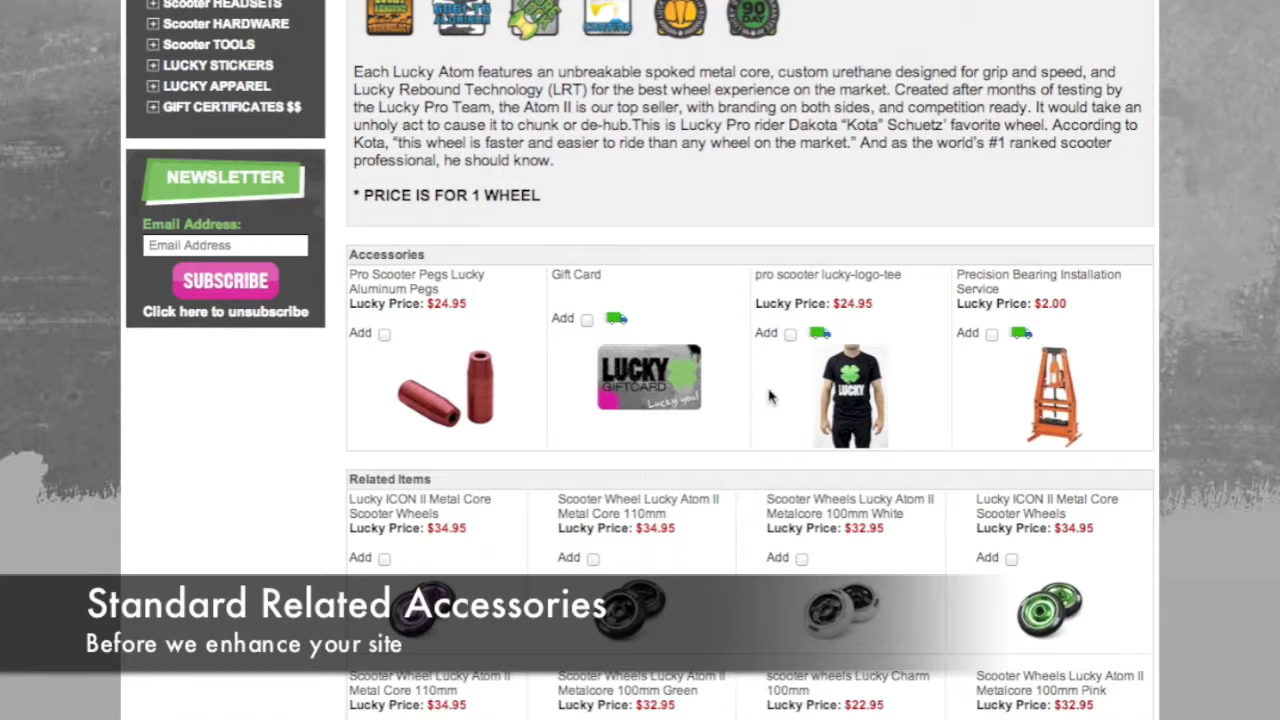 Scooter HEADSETS
Scooter HARDWARE
Scooter TOOLS
LUCKY STICKERS
LUCKY APPAREL
GIFT CERTIFICATES $$
NEWSLETTER
Email Address:
Email Address
SUBSCRIBE
Click here to unsubscribe
90
DAY
Each Lucky Atom features an unbreakable spoked metal core, custom urethane designed for grip and speed, and
Lucky Rebound Technology (LRT) for the best wheel experience on the market. Created after months of testing by
the Lucky Pro Team, the Atom II is our top seller, with branding on both sides, and competition ready. It would take an
unholy act to cause it to chunk or de-hub.This is Lucky Pro rider Dakota “Kota” Schuetz’ favorite wheel. According to
Kota, “this wheel is faster and easier to ride than any wheel on the market.” And as the world’s #1 ranked scooter
professional, he should know.
* PRICE IS FOR 1 WHEEL
Accessories
Pro Scooter Pegs Lucky
Aluminum Pegs
Lucky Price: $24.95
Add
Gift Card
Add
LUCKY
GIFTCARD
Lucky you!
pro scooter lucky-logo-tee
Lucky Price: $24.95
Add
LUCKY
Precision Bearing Installation
Service
Lucky Price: $2.00
Add
Related Items
Lucky ICON II Metal Core
Scooter Wheels
Lucky Price: $34.95
Add
Scooter Wheel Lucky Atom II
Metal Core 110mm
Lucky Price: $34.95
Add
Scooter Wheels Lucky Atom II
Metalcore 100mm White
Lucky Price: $32.95
Add
Lucky ICON II Metal Core
Scooter Wheels
Lucky Price: $34.95
Add
Standard Related Accessories
Before we enhance your site
Scooter Wheel Lucky Atom II
Metal Core 110mm
Lucky Price: $34.95
Scooter Wheels Lucky Atom II
Metalcore 100mm Green
Lucky Price: $32.95
scooter wheels Lucky Charm
100mm
Lucky Price: $22.95
Scooter Wheels Lucky Atom II
Metalcore 100mm Pink
Lucky Price: $32.95